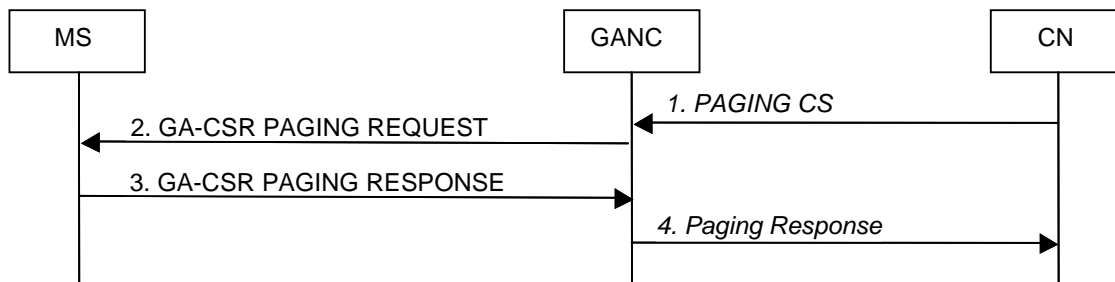 MS
GANC
CN
1. PAGING CS
2. GA-CSR PAGING REQUEST
3. GA-CSR PAGING RESPONSE
4. Paging Response